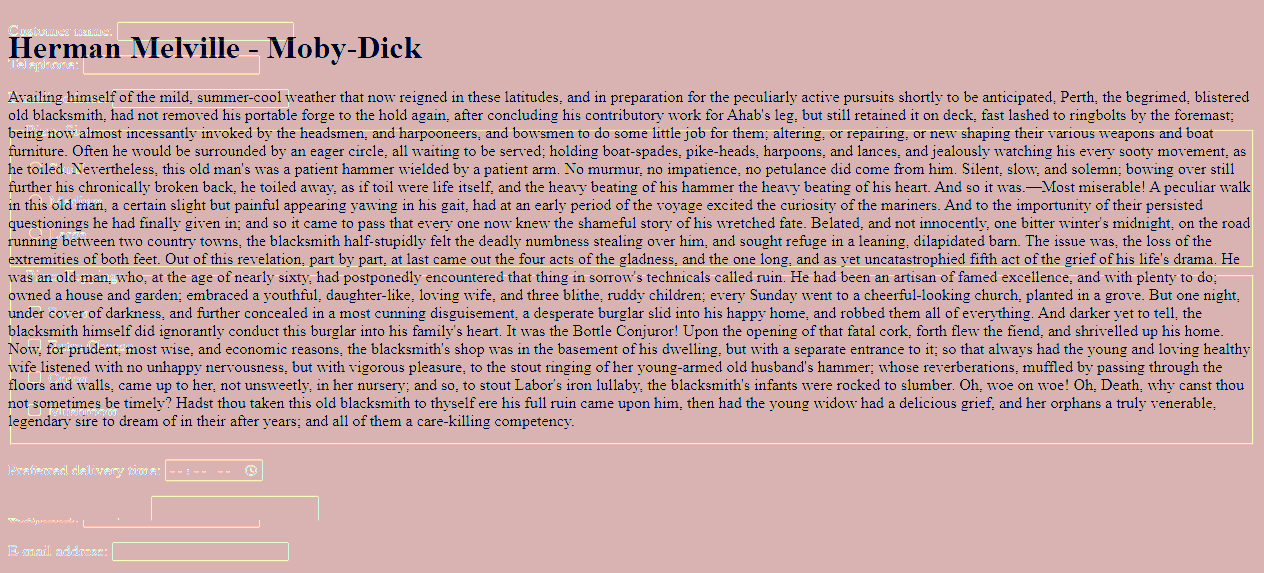 Customer name:
Herman Melville - Moby-Dick
Telephone:
Availing himself of the mild, summer-cool weather that now reigned in these latitudes, and in preparation for the peculiarly active pursuits shortly to be anticipated, Perth, the begrimed, blistered
old blacksmith, had not removed his portable forge to the hold again, after concluding his contributory work for Ahab's leg, but still retained it on deck, fast lashed to ringbolts by the foremast;
being now almost incessantly invoked by the headsmen, and harpooneers, and bowsmen to do some little job for them; altering, or repairing, or new shaping their various weapons and boat
furniture. Often he would be surrounded by an eager circle, all waiting to be served; holding boat-spades, pike-heads, harpoons, and lances, and jealously watching his every sooty movement, as
he toiled. Nevertheless, this old man's was a patient hammer wielded by a patient arm. No murmur, no impatience, no petulance did come from him. Silent, slow, and solemn; bowing over still
further his chronically broken back, he toiled away, as if toil were life itself, and the heavy beating of his hammer the heavy beating of his heart. And so it was.—Most miserable! A peculiar walk
in this old man, a certain slight but painful appearing yawing in his gait, had at an early period of the voyage excited the curiosity of the mariners. And to the importunity of their persisted
questionings he had finally given in; and so it came to pass that every one now knew the shameful story of his wretched fate. Belated, and not innocently, one bitter winter's midnight, on the road
running between two country towns, the blacksmith half-stupidly felt the deadly numbness stealing over him, and sought refuge in a leaning, dilapidated barn. The issue was, the loss of the
extremities of both feet. Out of this revelation, part by part, at last came out the four acts of the gladness, and the one long, and as yet uncatastrophied fifth act of the grief of his life's drama. He
was an old man, who, at the age of nearly sixty, had postponedly encountered that thing in sorrow's technicals called ruin. He had been an artisan of famed excellence, and with plenty to do;
owned a house and garden; embraced a youthful, daughter-like, loving wife, and three blithe, ruddy children; every Sunday went to a cheerful-looking church, planted in a grove. But one night,
under cover of darkness, and further concealed in a most cunning disguisement, a desperate burglar slid into his happy home, and robbed them all of everything. And darker yet to tell, the
blacksmith himself did ignorantly conduct this burglar into his family's heart. It was the Bottle Conjuror! Upon the opening of that fatal cork, forth flew the fiend, and shrivelled up his home.
Now, for prudent, most wise, and economic reasons, the blacksmith's shop was in the basement of his dwelling, but with a separate entrance to it; so that always had the young and loving healthy
wife listened with no unhappy nervousness, but with vigorous pleasure, to the stout ringing of her young-armed old husband's hammer; whose reverberations, muffled by passing through the
floors and walls, came up to her, not unsweetly, in her nursery; and so, to stout Labor's iron lullaby, the blacksmith's infants were rocked to slumber. Oh, woe on woe! Oh, Death, why canst thou
not sometimes be timely? Hadst thou taken this old blacksmith to thyself ere his full ruin came upon him, then had the young widow had a delicious grief, and her orphans a truly venerable,
legendary sire to dream of in their after years; and all of them a care-killing competency.
Preferred delivery time: --:-- --
E-mail address: